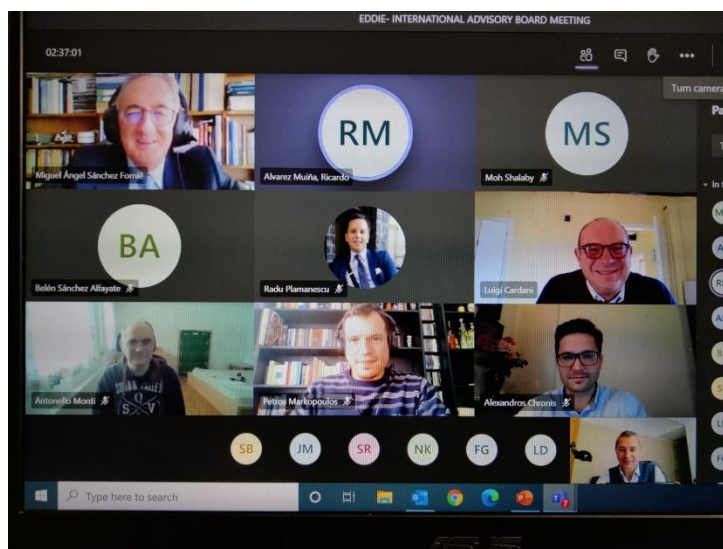 EDDIE- INTERNATIONAL ADVISORY BOARD MEETING
02:37:01
Turn camera
Pa
RM
MS
Miguel Ángel Sánchez Fornié
Alvarez Muiña, Ricardo
Moh Shalaby
In t
BA
Belén Sánchez Alfayate
Radu Plamanescu
Luigi Cardani
Antonello Monti
Petros Markopoulos
Alexandros Chronis
SB
JM
SR
NK
FG
LD
Type here to search